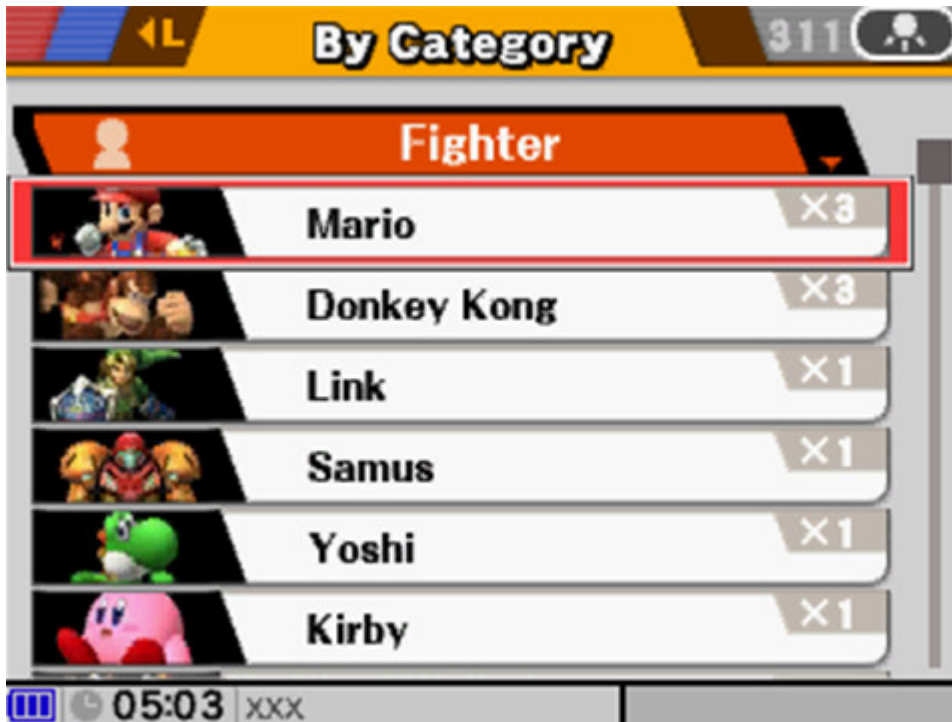 L By Category 311
Fighter
Mario ×3
Donkey Kong ×3
Link ×1
Samus ×1
Yoshi ×1
Kirby ×1
05:03 xxx